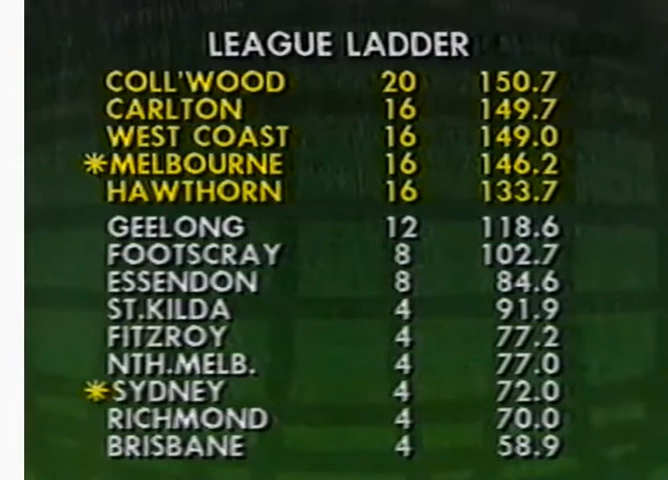 LEAGUE LADDER
COLL'WOOD 20 150.7
CARLTON 16 149.7
WEST COAST 16 149.0
*MELBOURNE 16 146.2
HAWTHORN 16 133.7
GEELONG 12 118.6
FOOTSCRAY 8 102.7
ESSENDON 8 84.6
ST.KILDA 4 91.9
FITZROY 4 77.2
NTH.MELB. 4 77.0
*SYDNEY 4 72.0
RICHMOND 4 70.0
BRISBANE 4 58.9